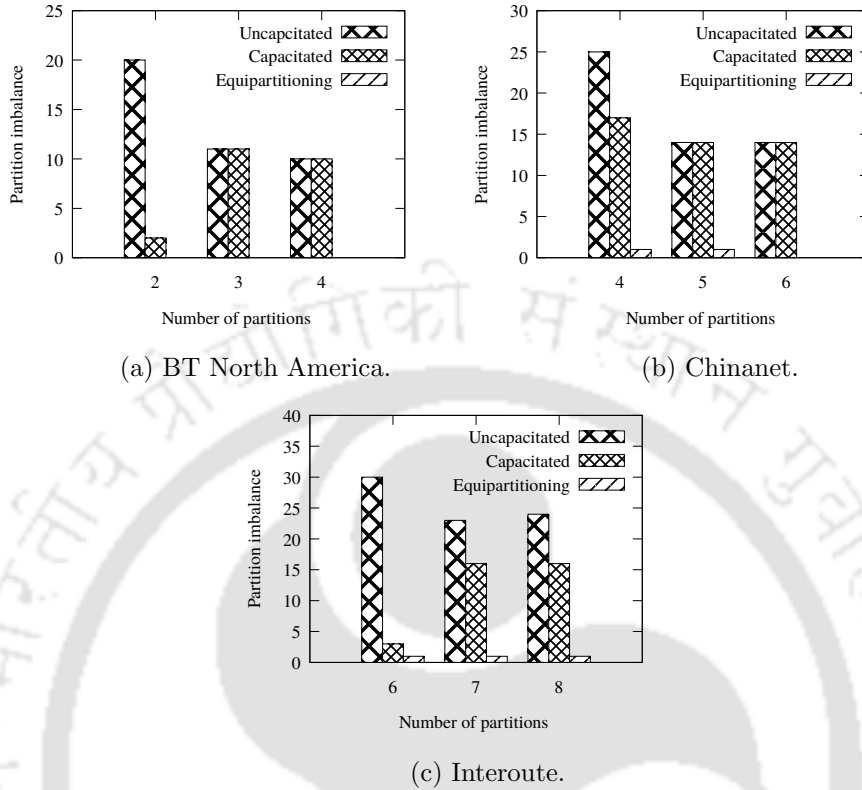 25
20
15
10
5
0
Partition imbalance
Uncapcitated
Capacitated
Equipartitioning
2 3 4
Number of partitions
(a) BT North America.
30
25
20
15
10
5
0
Partition imbalance
Uncapacitated
Capacitated
Equipartitioning
4 5 6
Number of partitions
(b) Chinanet.
40
35
30
25
20
15
10
5
0
Partition imbalance
Uncapacitated
Capacitated
Equipartitioning
6 7 8
Number of partitions
(c) Interoute.